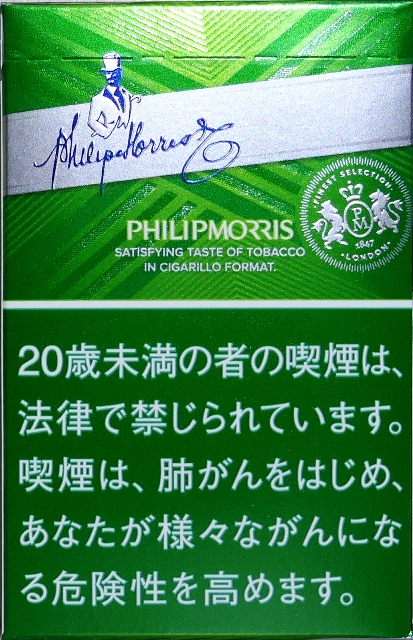 Philip Morris
PHILIPMORRIS
SATISFYING TASTE OF TOBACCO
IN CIGARILLO FORMAT.
FINEST SELECTION
PM
1847
LONDON
20歳未満の者の喫煙は、
法律で禁じられています。
喫煙は、肺がんをはじめ、
あなたが様々ながんにな
る危険性を高めます。